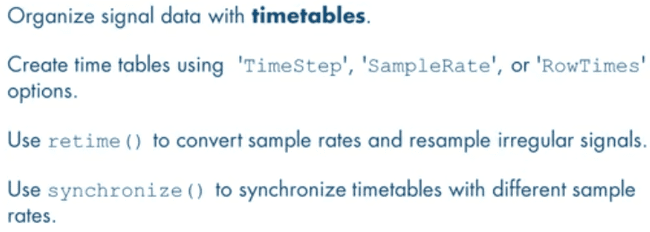 Organize signal data with timetables.
Create time tables using 'TimeStep', 'SampleRate', or 'RowTimes'
options.
Use retime() to convert sample rates and resample irregular signals.
Use synchronize() to synchronize timetables with different sample
rates.